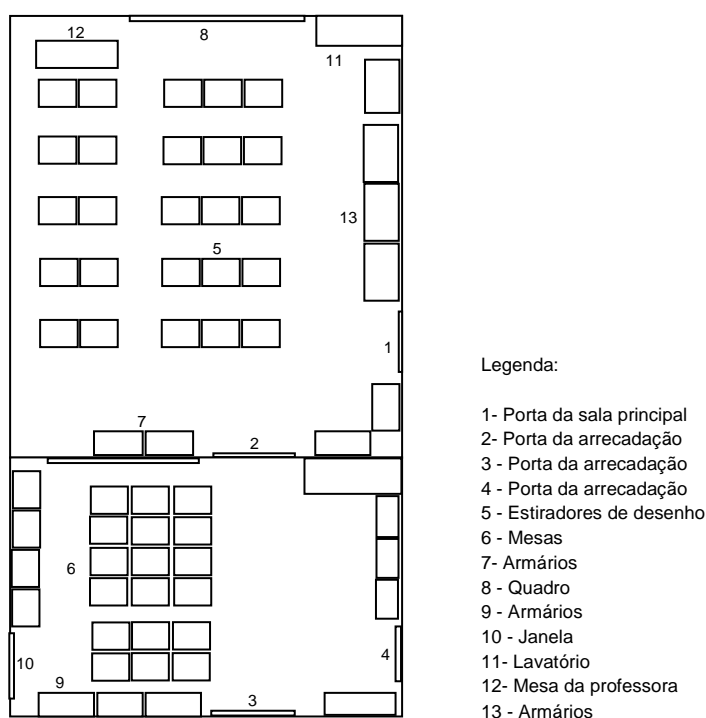 12
8
11
13
5
1
7
2
6
10
9
3
4
Legenda:
1- Porta da sala principal
2- Porta da arrecadação
3 - Porta da arrecadação
4 - Porta da arrecadação
5 - Estiradores de desenho
6 - Mesas
7- Armários
8 - Quadro
9 - Armários
10 - Janela
11- Lavatório
12- Mesa da professora
13 - Armários